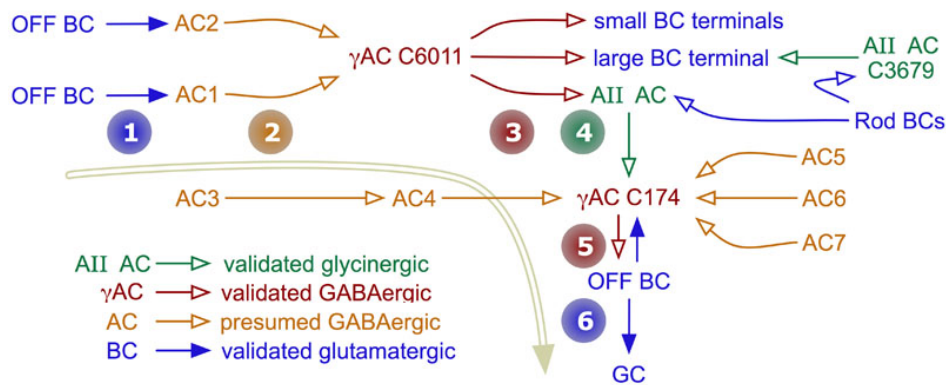 OFF BC AC2 small BC terminals
γAC C6011 large BC terminal AII AC
C3679
OFF BC AC1 AII AC
Rod BCs
1 2 3 4
AC5
AC3 AC4 γAC C174 AC6
AC7
5
AII AC validated glycinergic
OFF BC
γAC validated GABAergic
AC presumed GABAergic
6
BC validated glutamatergic
GC